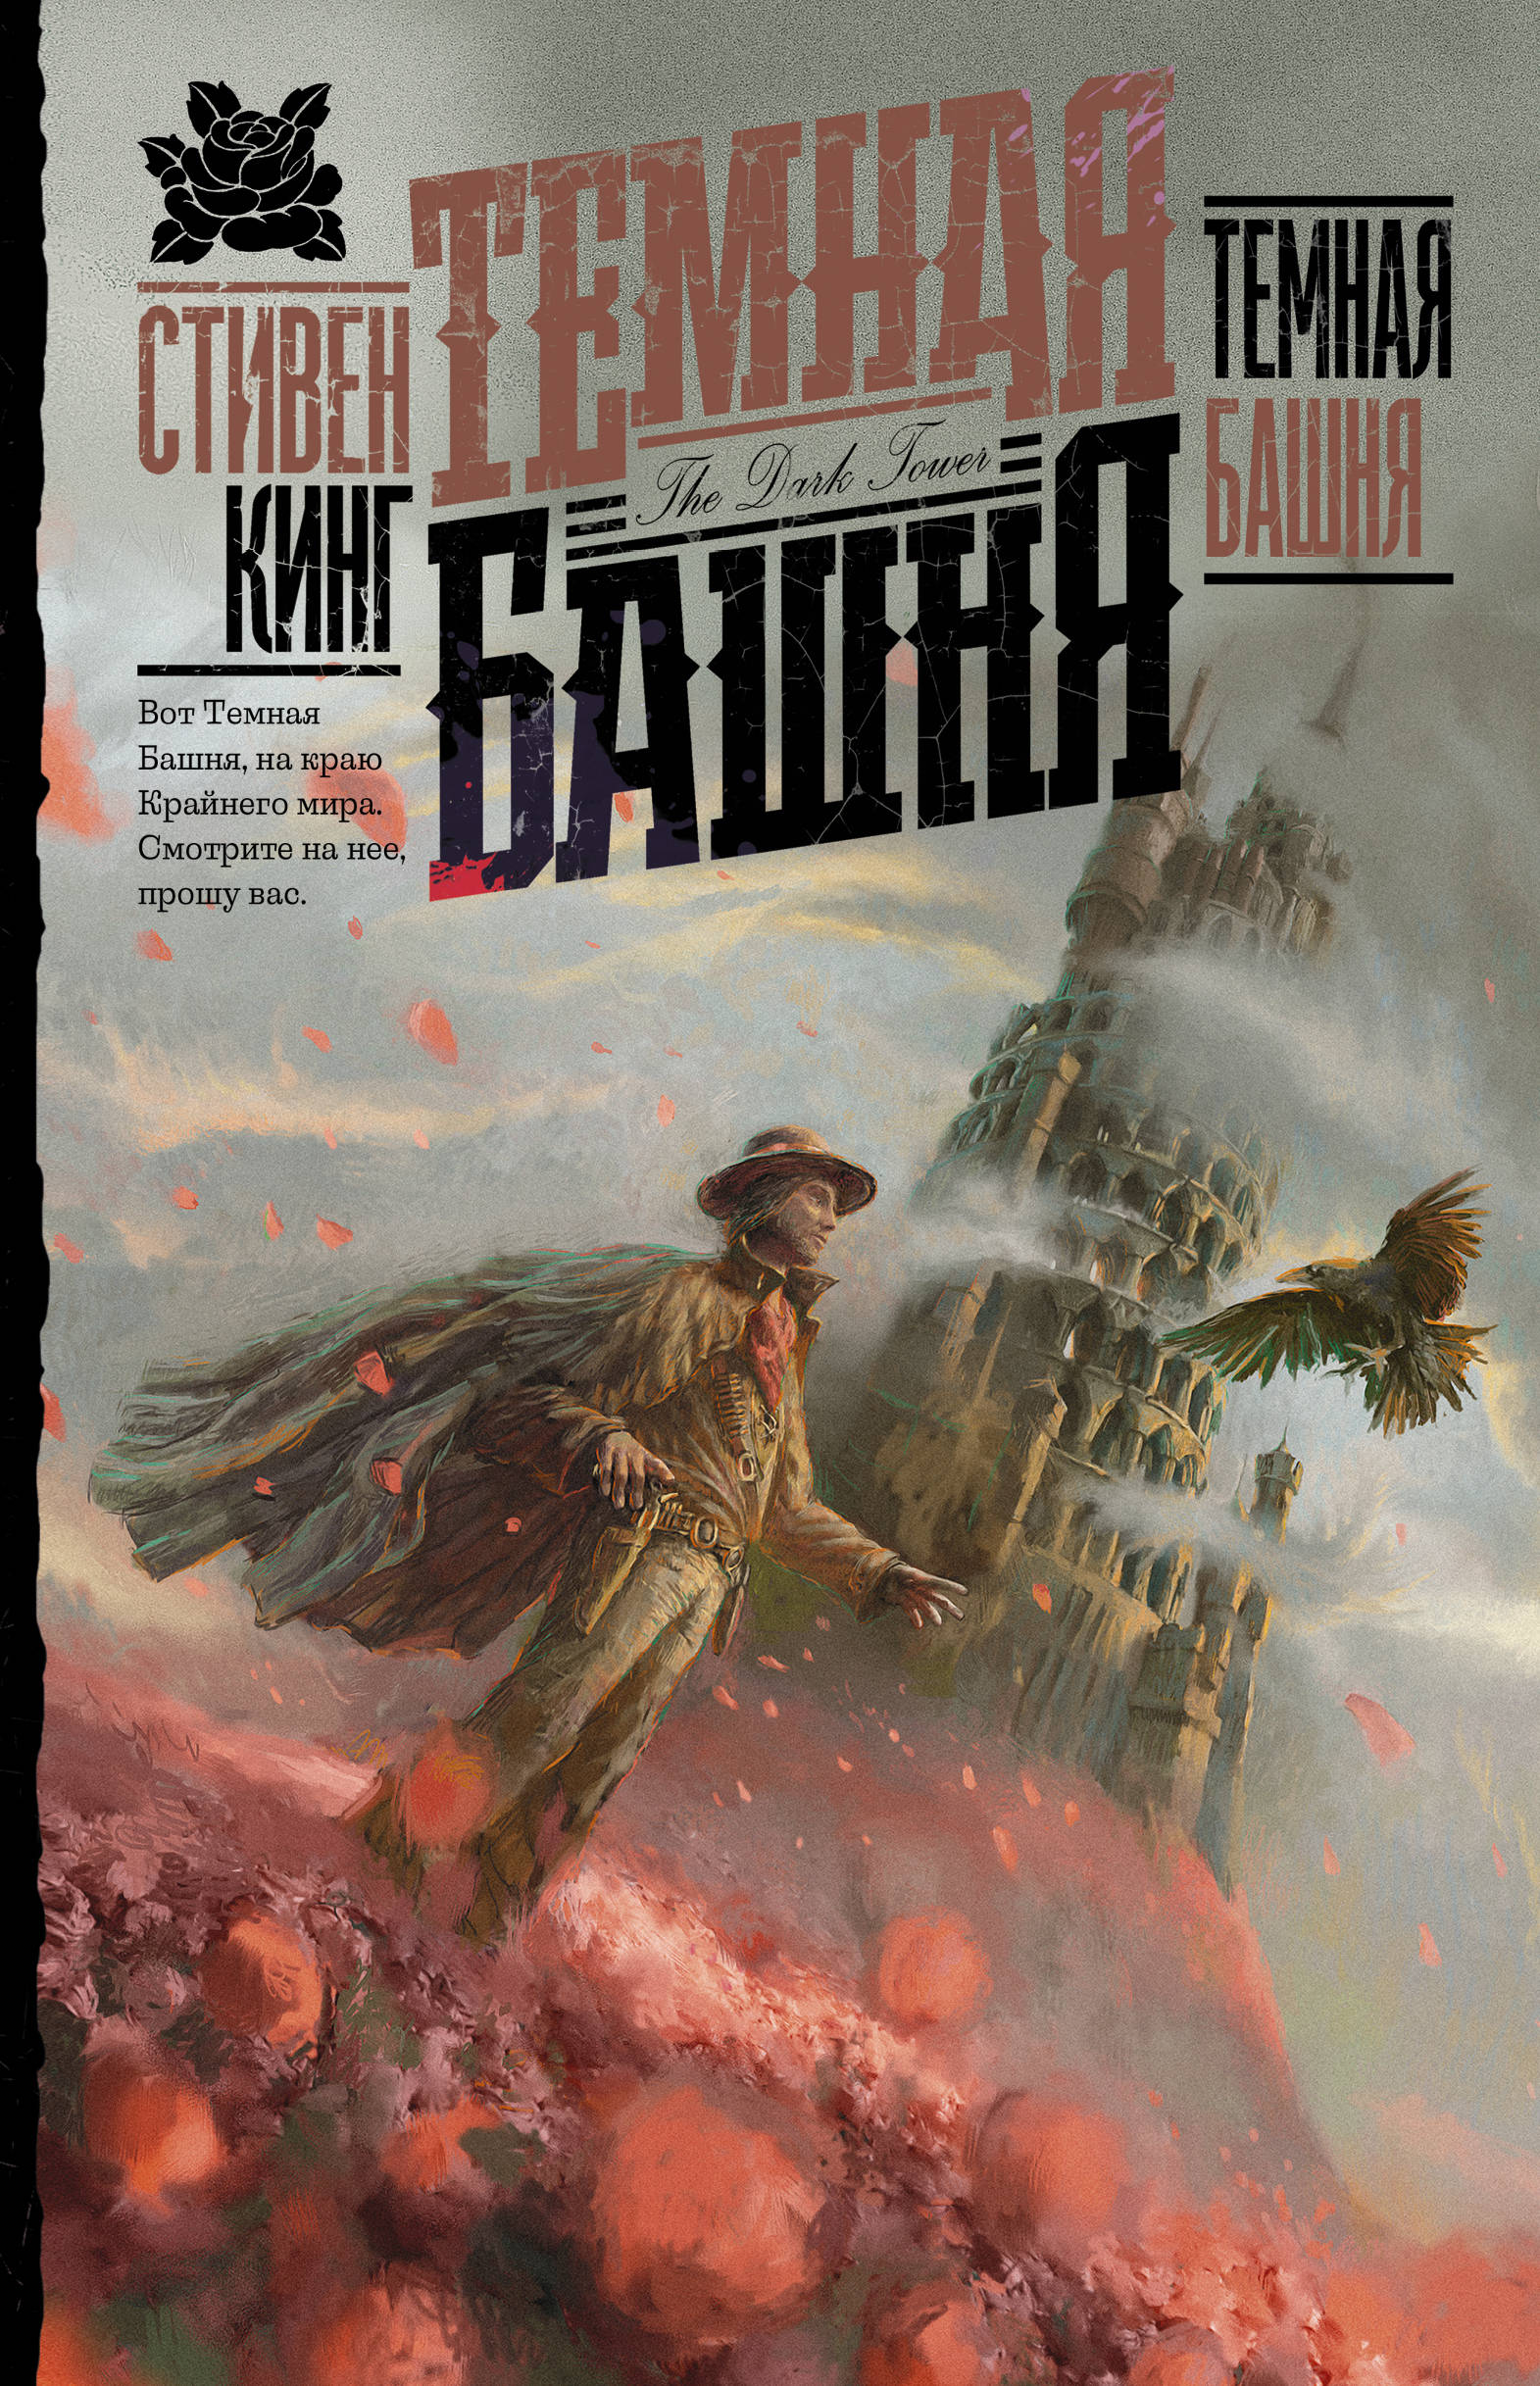 СТИВЕН
КИНГ
Вот Темная
Башня, на краю
Крайнего мира.
Смотрите на нее,
прошу вас.
ТЕМНАЯ
The Dark Tower
БАШНЯ
ТЕМНАЯ
БАШНЯ